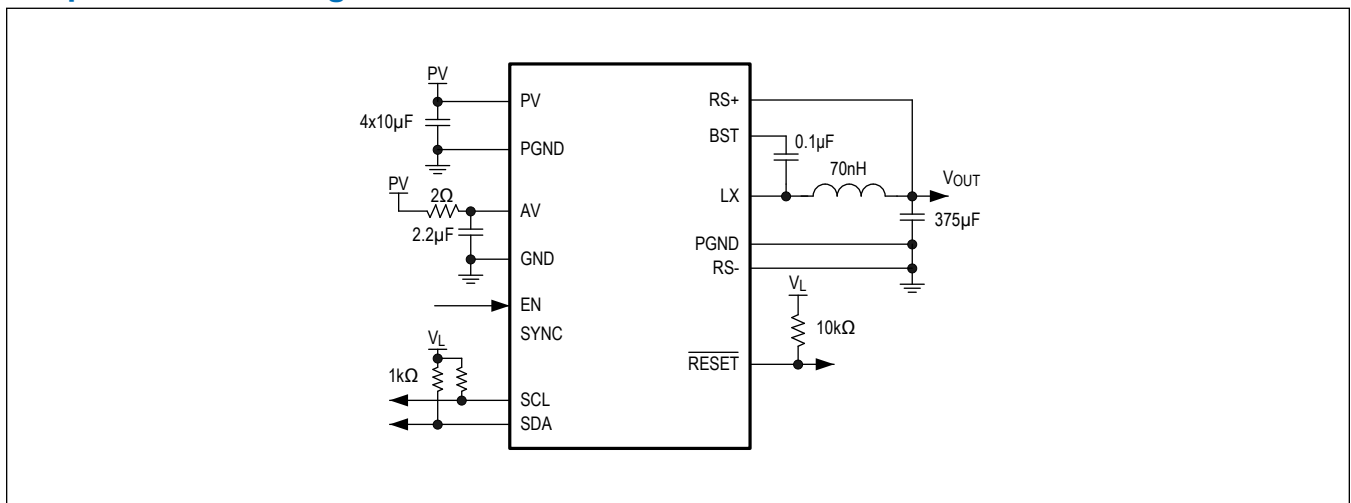 PV
4x10µF
PV
PGND
PV
2Ω
2.2µF
AV
GND
EN
SYNC
VL
1kΩ
SCL
SDA
RS+
BST
0.1µF
70nH
LX
VOUT
375µF
PGND
RS-
VL
10kΩ
RESET